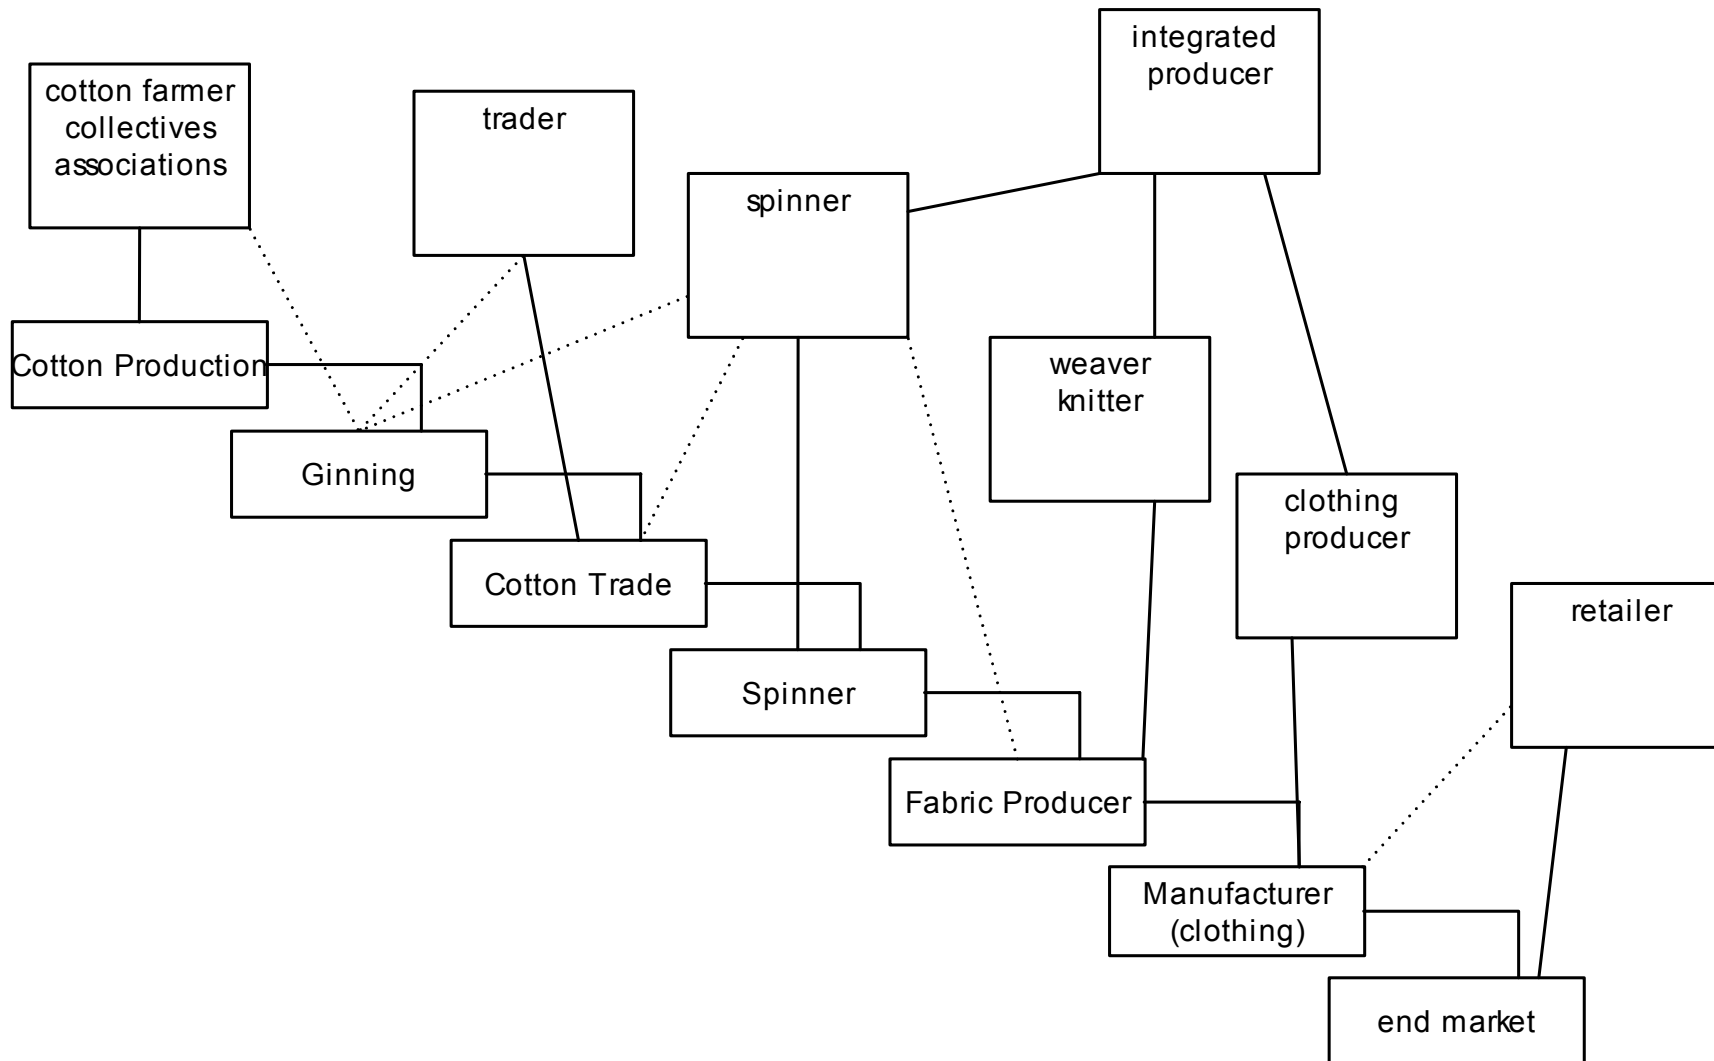 integrated
producer
cotton farmer
collectives
associations
trader
spinner
Cotton Production
weaver
knitter
Ginning
clothing
producer
Cotton Trade
retailer
Spinner
Fabric Producer
Manufacturer
(clothing)
end market